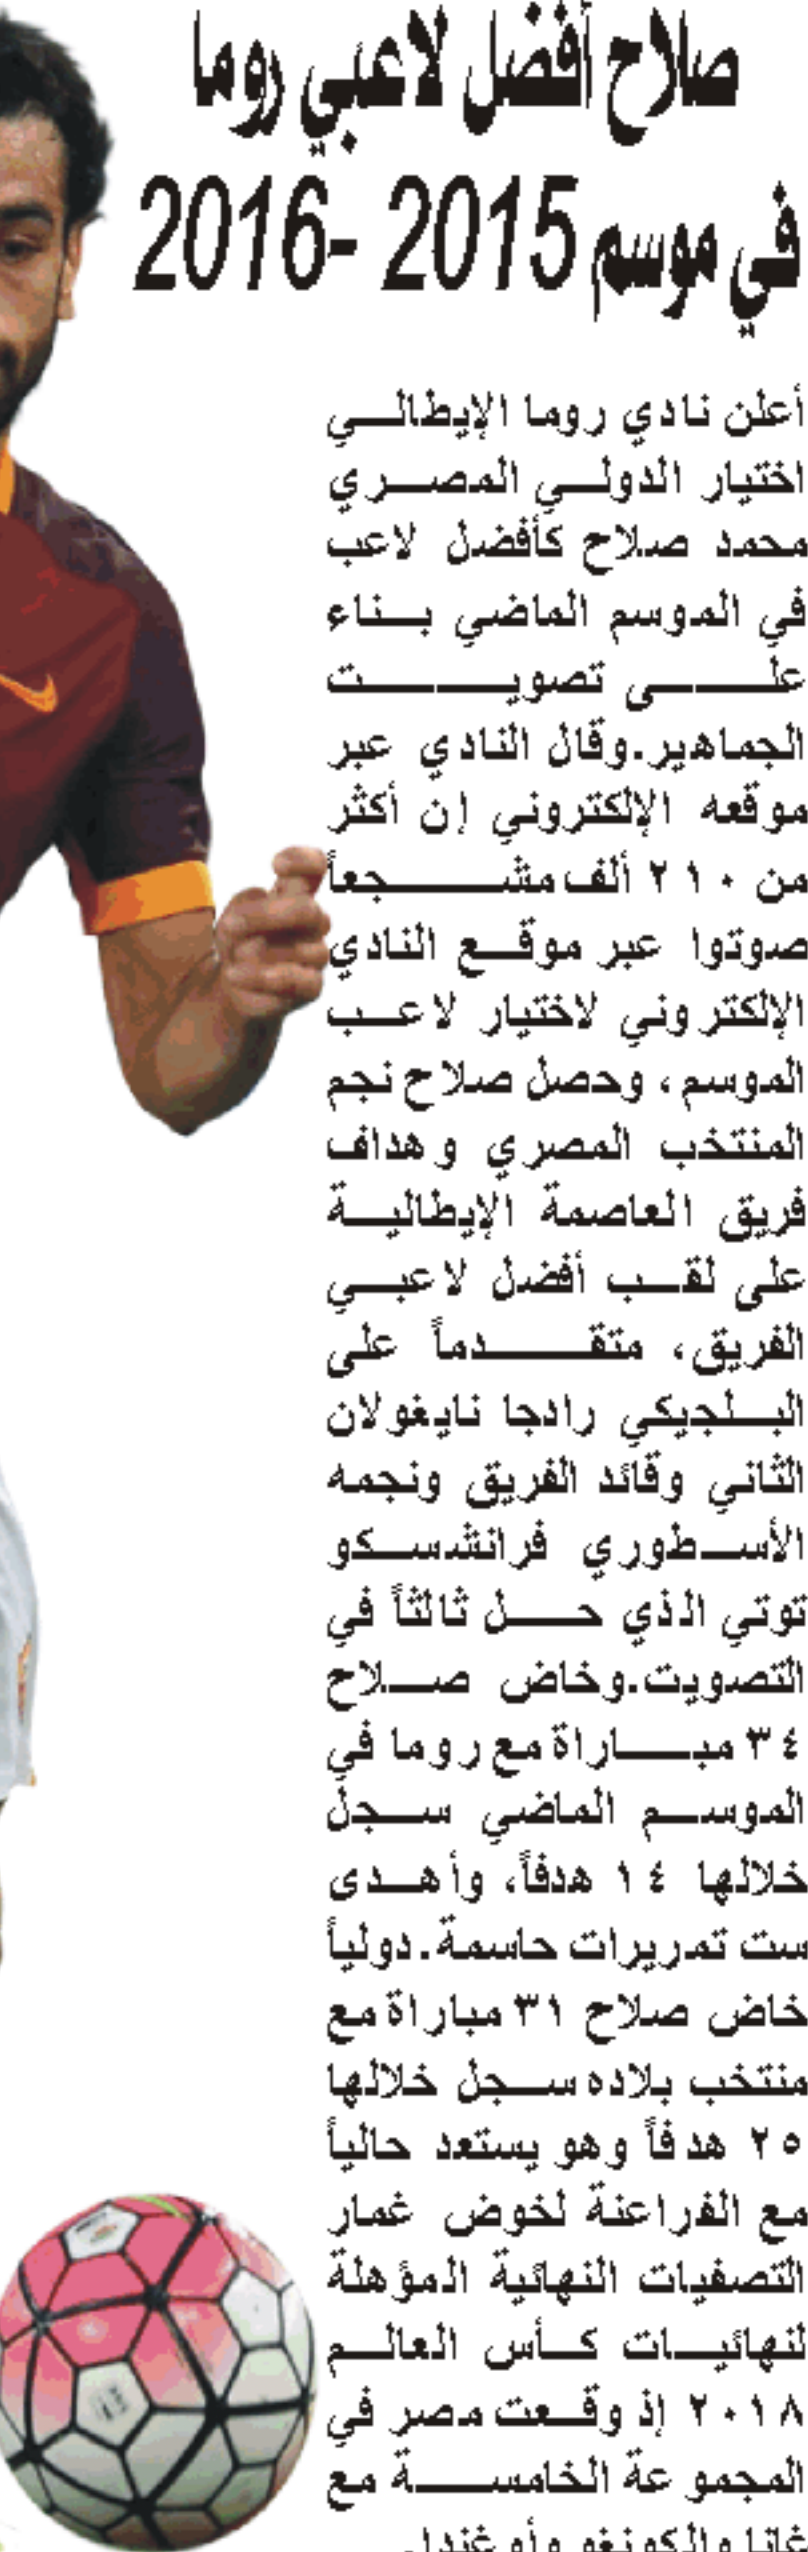 صلاح أفضل لاعبي روما
في موسم 2015 -2016
أعلن نادي روما الإيطالي
اختيار الدولي المصري
محمد صلاح كأفضل لاعب
في الموسم الماضي بناء
على تصويت
الجماهير.وقال النادي عبر
موقعه الإلكتروني إن أكثر
من ٢١٠ ألف مشجعاً
صوتوا عبر موقع النادي
الإلكتروني لاختيار لاعب
الموسم، وحصل صلاح نجم
المنتخب المصري وهداف
فريق العاصمة الإيطالية
على لقب أفضل لاعبي
الفريق، متقدماً على
البلجيكي رادجا نايغولان
الثاني وقائد الفريق ونجمه
الأسطوري فرانشسكو
توتي الذي حل ثالثاً في
التصويت.وخاض صلاح
٣٤ مباراة مع روما في
الموسم الماضي سجل
خلالها ١٤ هدفاً، وأهدى
ست تمريرات حاسمة.دولياً
خاض صلاح ٣١ مباراة مع
منتخب بلاده سجل خلالها
٢٥ هدفاً وهو يستعد حالياً
مع الفراعنة لخوض غمار
التصفيات النهائية المؤهلة
لنهائيات كأس العالم
٢٠١٨ إذ وقعت مصر في
المجموعة الخامسة مع
غانا والكونغو وأوغندا.